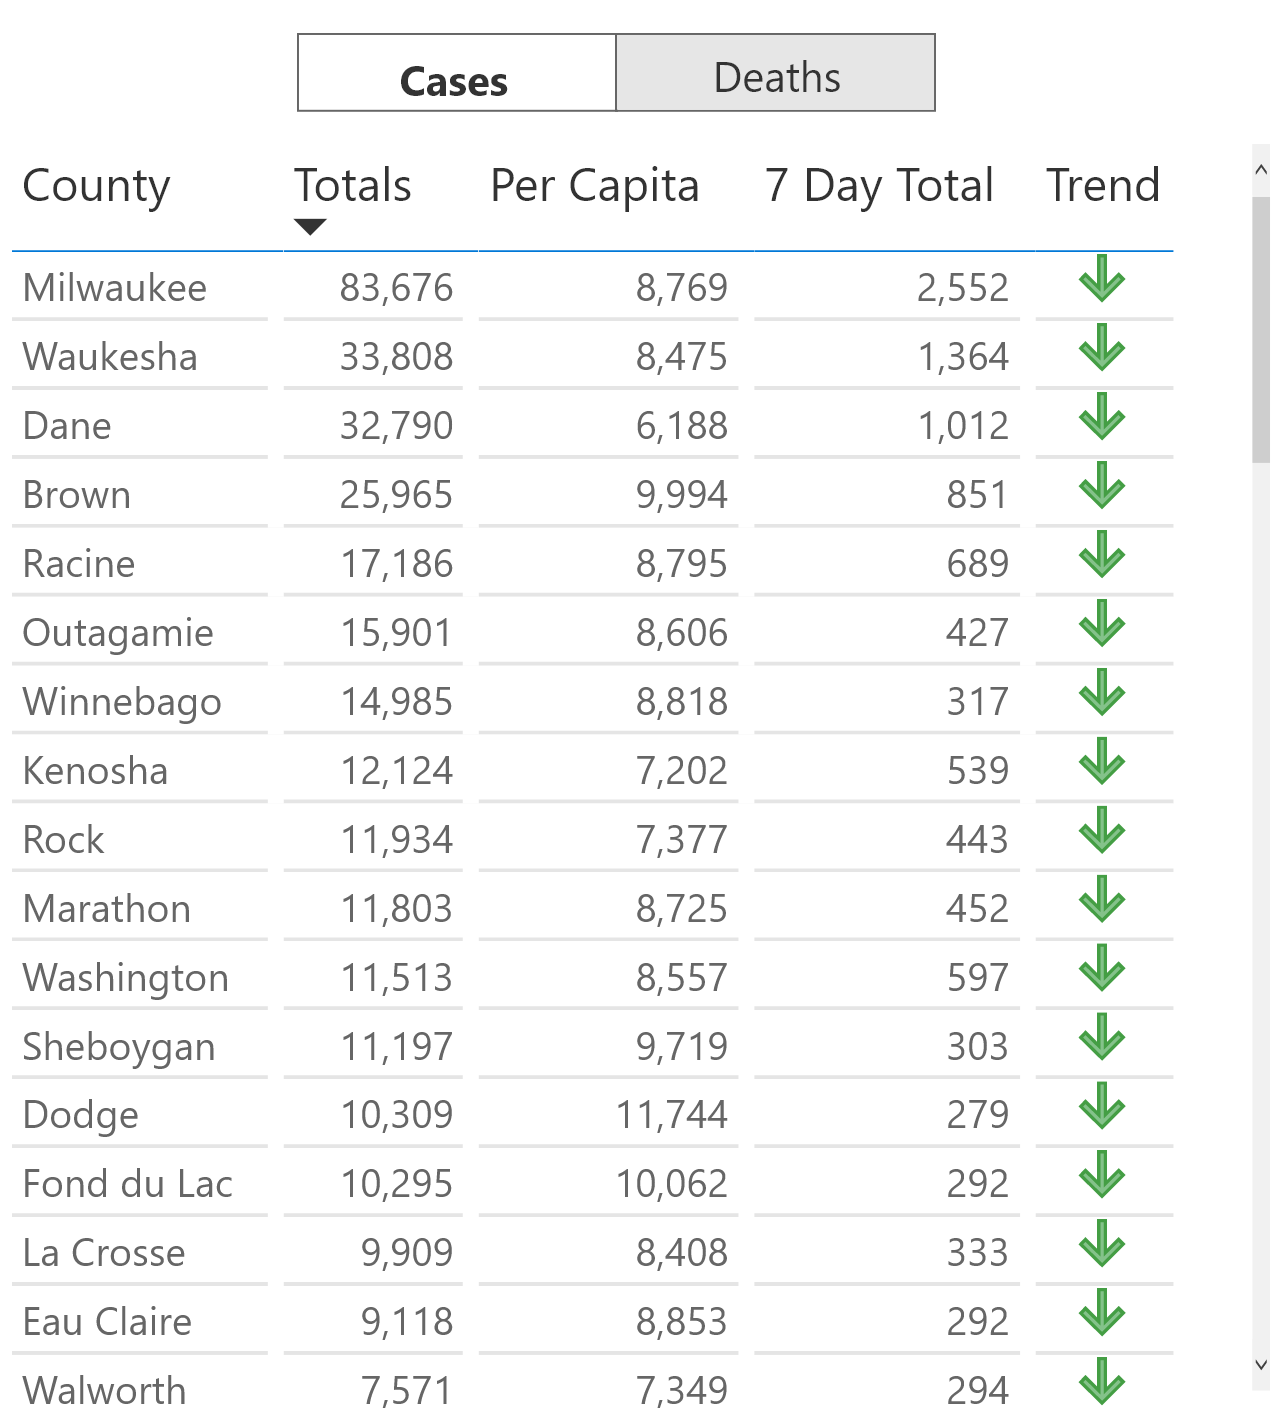 Cases Deaths
County Totals Per Capita 7 Day Total Trend
Milwaukee 83,676 8,769 2,552
Waukesha 33,808 8,475 1,364
Dane 32,790 6,188 1,012
Brown 25,965 9,994 851
Racine 17,186 8,795 689
Outagamie 15,901 8,606 427
Winnebago 14,985 8,818 317
Kenosha 12,124 7,202 539
Rock 11,934 7,377 443
Marathon 11,803 8,725 452
Washington 11,513 8,557 597
Sheboygan 11,197 9,719 303
Dodge 10,309 11,744 279
Fond du Lac 10,295 10,062 292
La Crosse 9,909 8,408 333
Eau Claire 9,118 8,853 292
Walworth 7,571 7,349 294